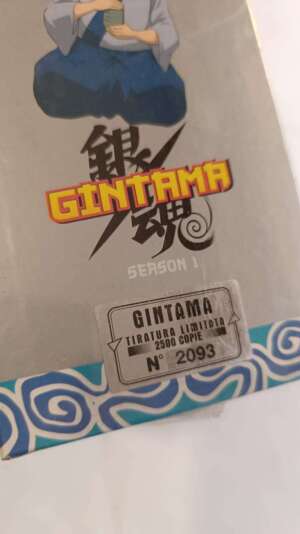 銀魂
GINTAMA
SEASON 1
GINTAMA
TIRATURA LIMITATA
2500 COPIE
N° 2093